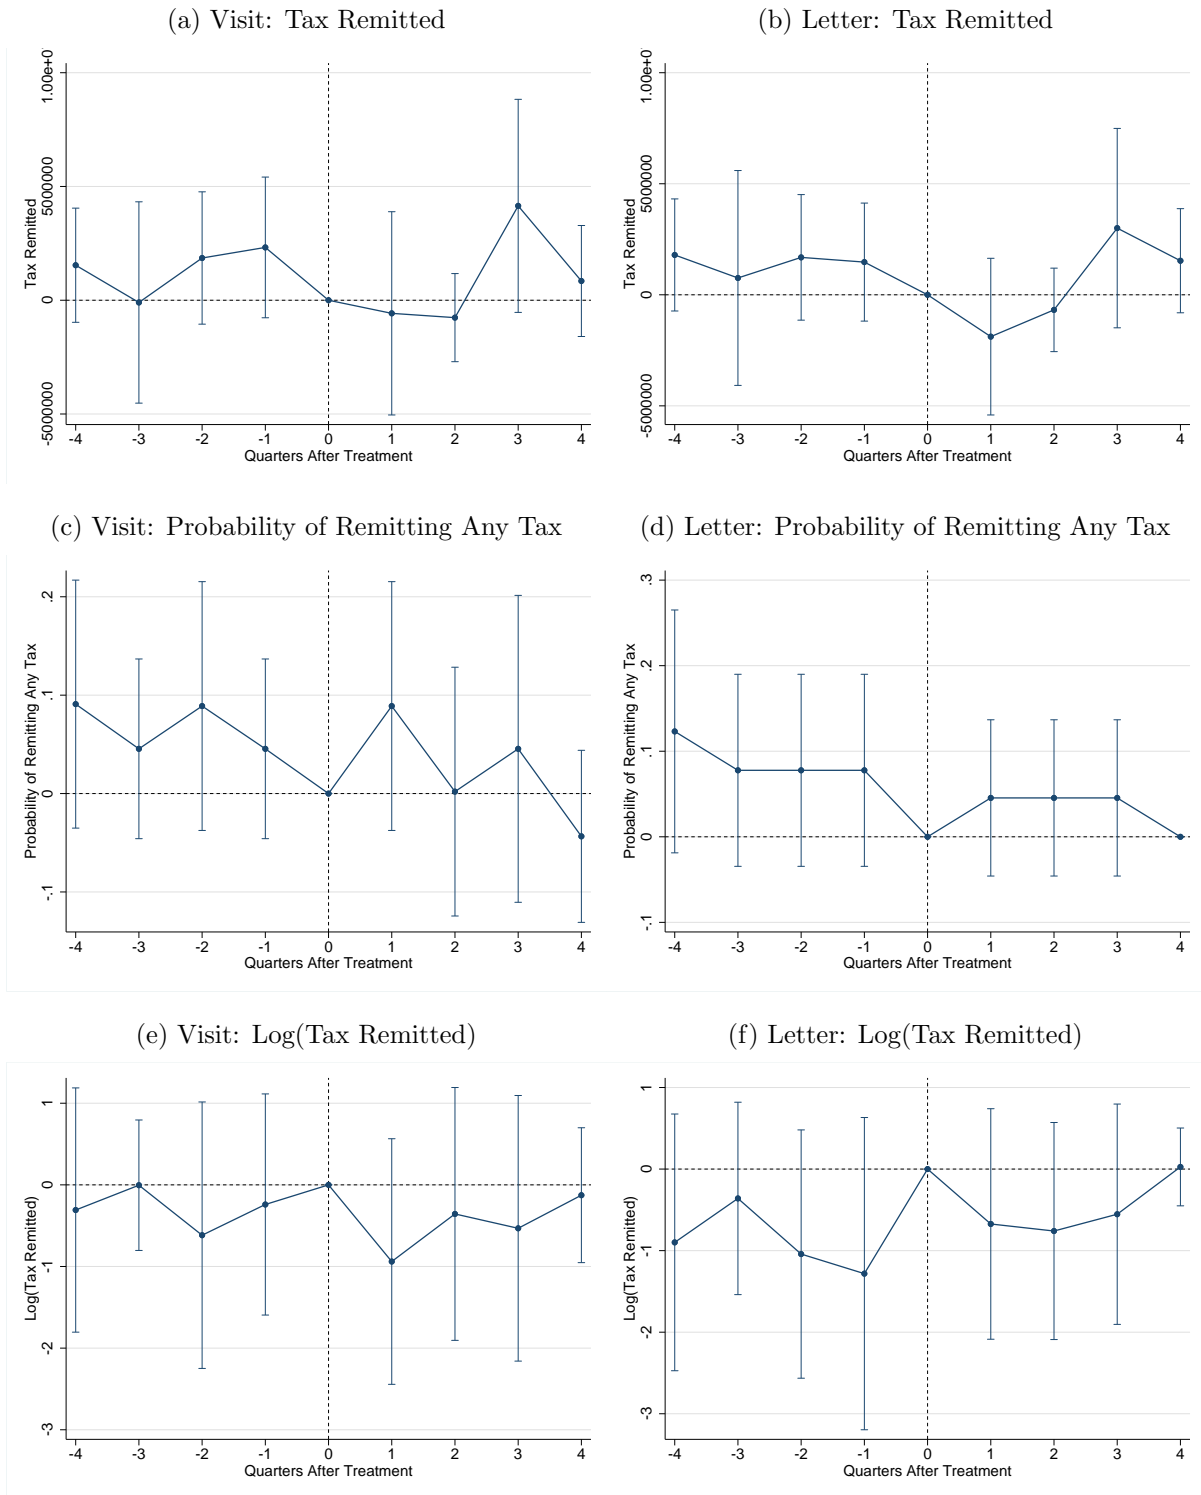 (a) Visit: Tax Remitted
1.00e+0
5000000
0
-5000000
Tax Remitted
-4 -3 -2 -1 0 1 2 3 4
Quarters After Treatment
(b) Letter: Tax Remitted
1.00e+0
5000000
0
-5000000
Tax Remitted
-4 -3 -2 -1 0 1 2 3 4
Quarters After Treatment
(c) Visit: Probability of Remitting Any Tax
.2
.1
0
-.1
Probability of Remitting Any Tax
-4 -3 -2 -1 0 1 2 3 4
Quarters After Treatment
(d) Letter: Probability of Remitting Any Tax
.3
.2
.1
0
-.1
Probability of Remitting Any Tax
-4 -3 -2 -1 0 1 2 3 4
Quarters After Treatment
(e) Visit: Log(Tax Remitted)
1
0
-1
-2
-3
Log(Tax Remitted)
-4 -3 -2 -1 0 1 2 3 4
Quarters After Treatment
(f) Letter: Log(Tax Remitted)
1
0
-1
-2
-3
Log(Tax Remitted)
-4 -3 -2 -1 0 1 2 3 4
Quarters After Treatment